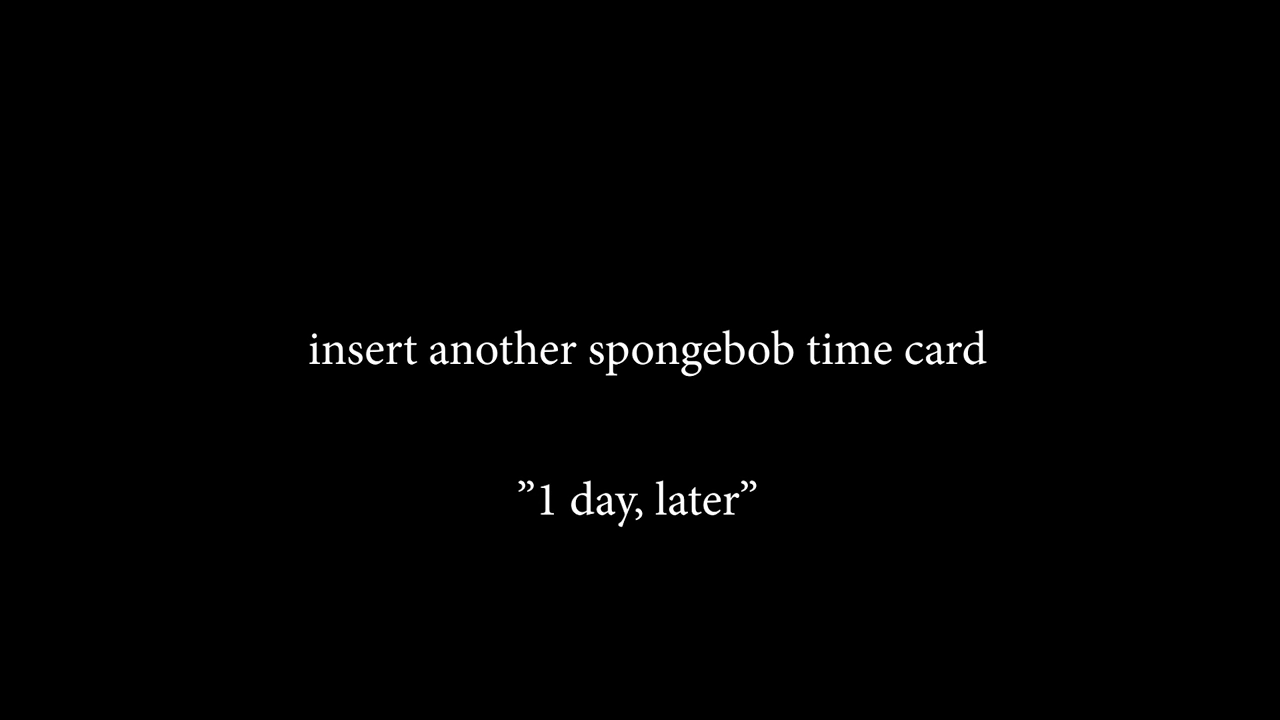 insert another spongebob time card
”1 day, later”